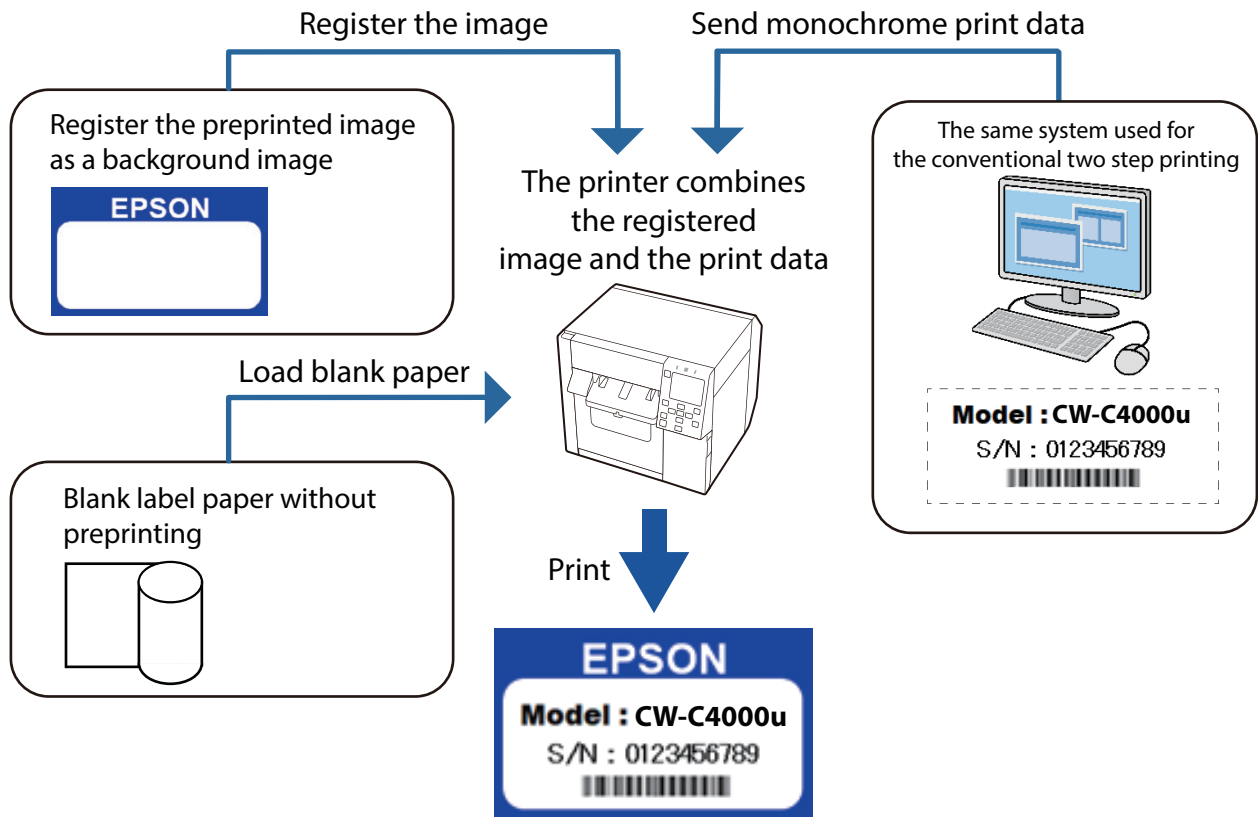 Register the image
Send monochrome print data
Register the preprinted image
as a background image
EPSON
The printer combines
the registered
image and the print data
The same system used for
the conventional two step printing
Model : CW-C4000u
S/N : 0123456789
Load blank paper
Blank label paper without
preprinting
Print
EPSON
Model : CW-C4000u
S/N : 0123456789